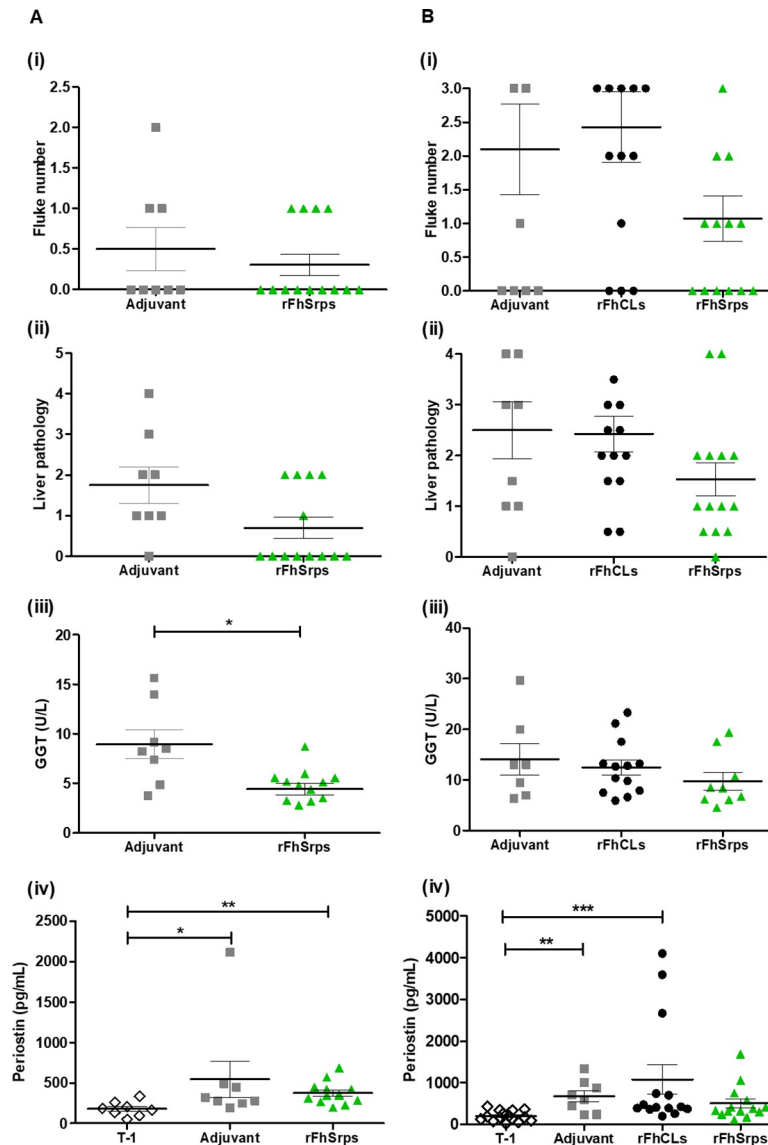 A
B
(i)
Fluke number
2.5
2.0
1.5
1.0
0.5
0.0
Adjuvant
rFhSrps
(i)
Fluke number
3.0
2.5
2.0
1.5
1.0
0.5
0.0
Adjuvant
rFhCLs
rFhSrps
(ii)
Liver pathology
5
4
3
2
1
0
Adjuvant
rFhSrps
(ii)
Liver pathology
4
3
2
1
0
Adjuvant
rFhCLs
rFhSrps
(iii)
GGT (U/L)
20
15
10
5
0
*
Adjuvant
rFhSrps
(iii)
GGT (U/L)
40
30
20
10
0
Adjuvant
rFhCLs
rFhSrps
(iv)
Periostin (pg/mL)
2500
2000
1500
1000
500
0
**
*
T-1
Adjuvant
rFhSrps
(iv)
Periostin (pg/mL)
5000
4000
3000
2000
1000
0
***
**
T-1
Adjuvant
rFhCLs
rFhSrps